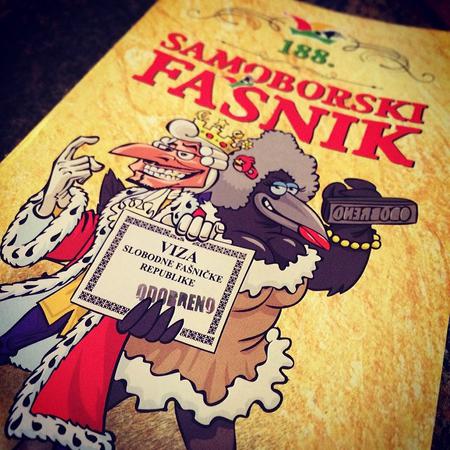 188.
SAMOBORSKI
FAŠNIK
ODOBRENO
VIZA
SLOBODNE FAŠNIČKE
REPUBLIKE
ODOBRENO